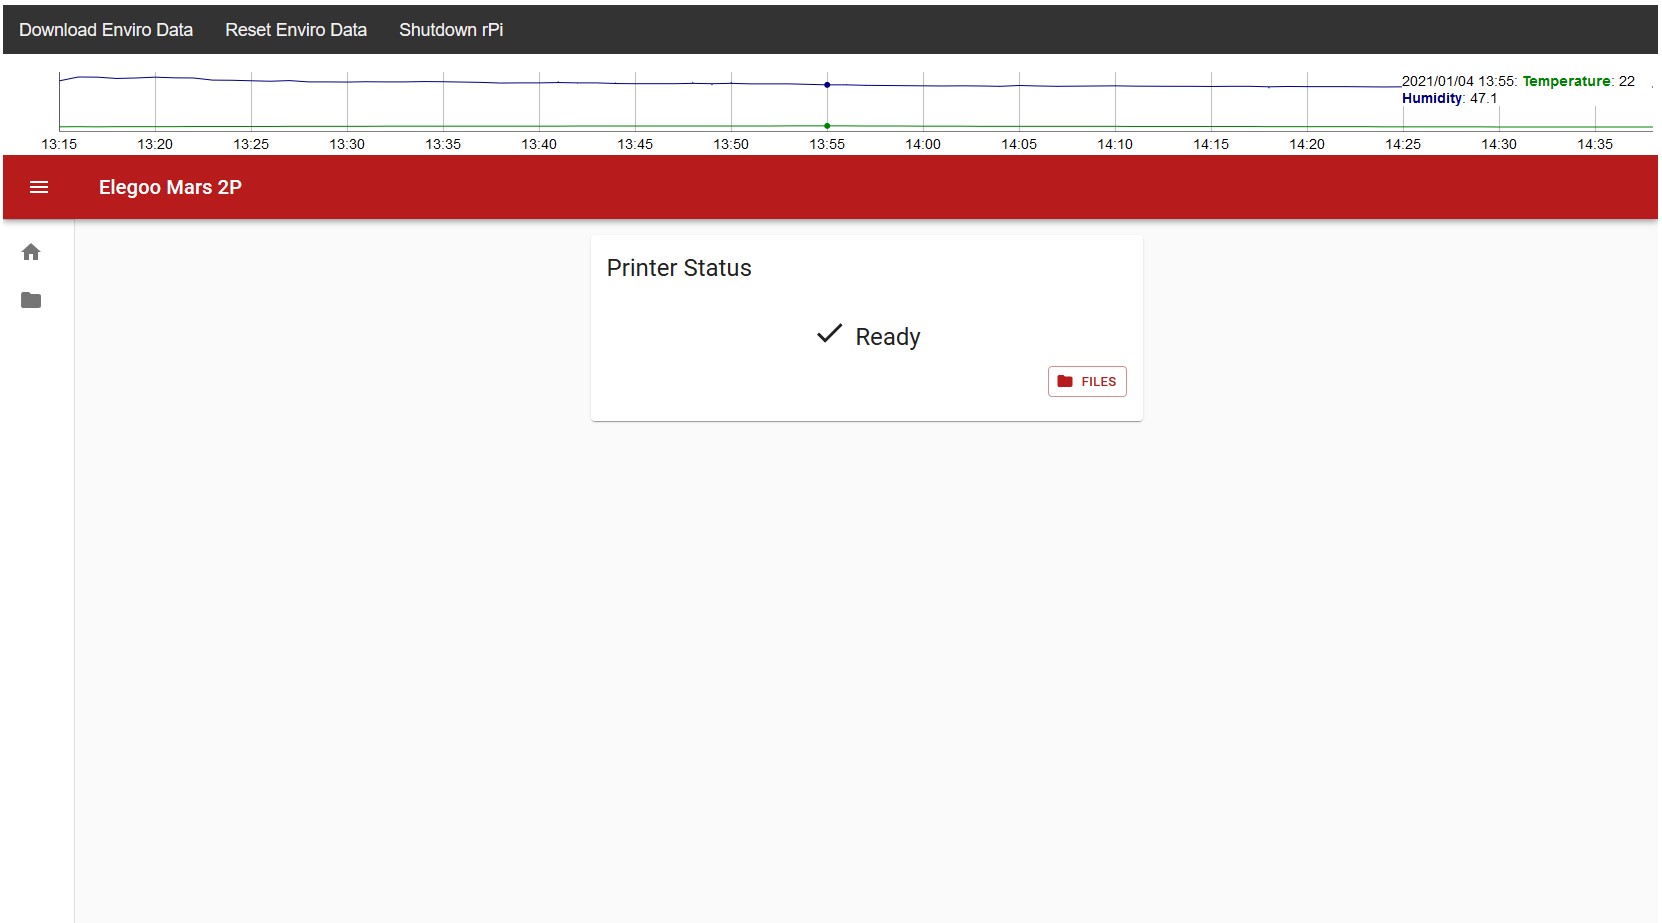 Download Enviro Data Reset Enviro Data Shutdown rPi
2021/01/04 13:55: Temperature: 22
Humidity: 47.1
13:15 13:20 13:25 13:30 13:35 13:40 13:45 13:50 13:55 14:00 14:05 14:10 14:15 14:20 14:25 14:30 14:35
Elegoo Mars 2P
Printer Status
Ready
FILES